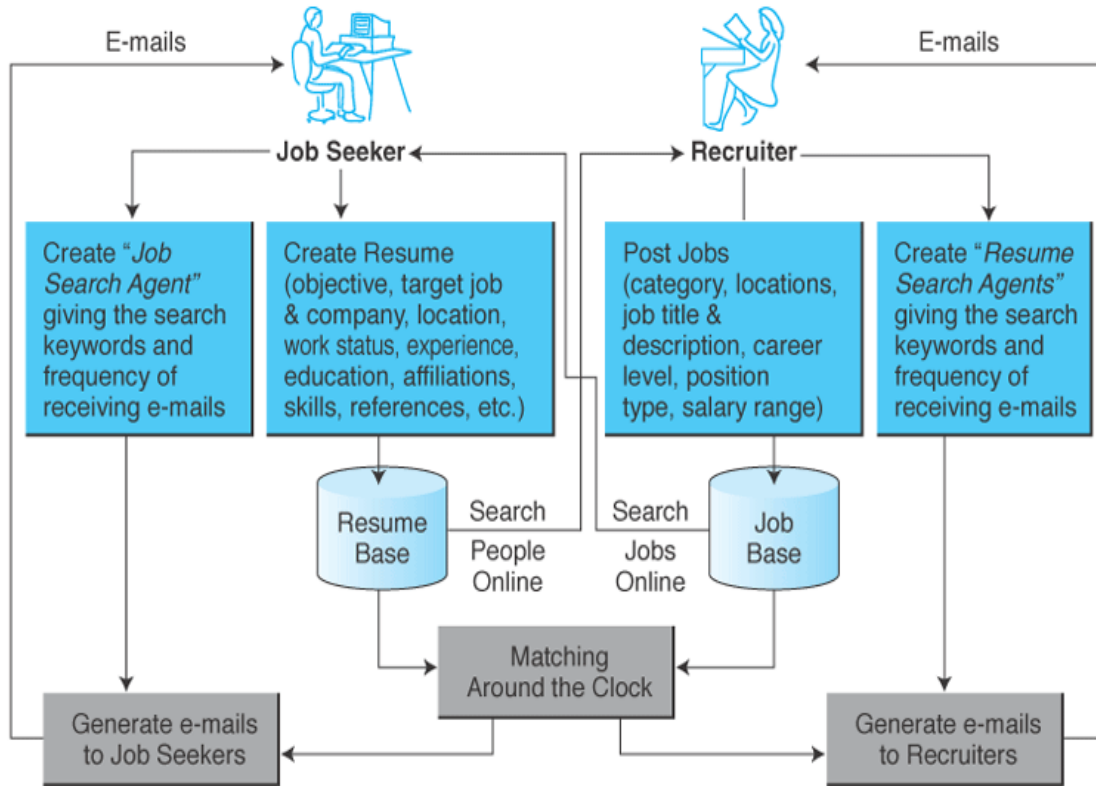 E-mails
E-mails
Job Seeker
Recruiter
Create “Job
Search Agent”
giving the search
keywords and
frequency of
receiving e-mails
Create Resume
(objective, target job
& company, location,
work status, experience,
education, affiliations,
skills, references, etc.)
Post Jobs
(category, locations,
job title &
description, career
level, position
type, salary range)
Create “Resume
Search Agents”
giving the search
keywords and
frequency of
receiving e-mails
Resume
Base
Search
People
Online
Search
Jobs
Online
Job
Base
Matching
Around the Clock
Generate e-mails
to Job Seekers
Generate e-mails
to Recruiters